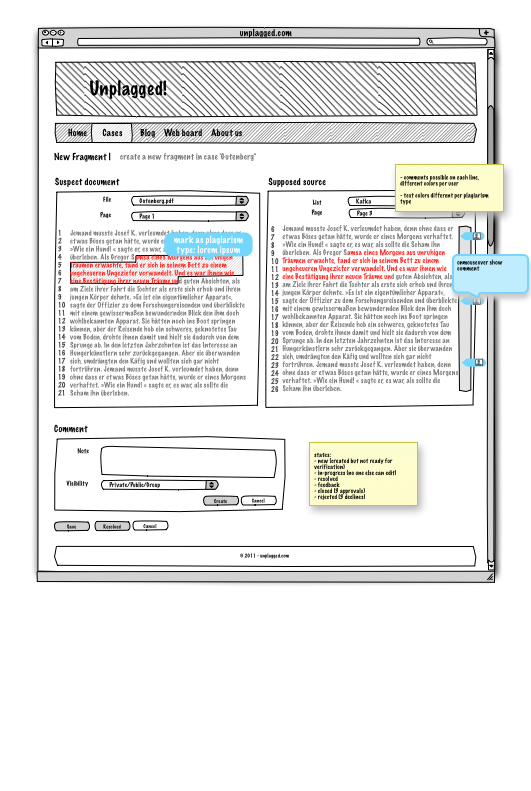 unplagged.com
Unplagged!
Home Cases Blog Web board About us
New Fragment | create a new fragment in case 'Gutenberg'
- comments possible on each line,
different colors per user
- text colors different per plagiarism
type
Suspect document
File Gutenberg.pdf
Page Page 1
1 Jemand musste Josef K. verleumdet
2 etwas Böses getan hätte, wurde
3 »Wie ein Hund! « sagte er, es war,
4 überleben. Als Gregor Samsa eines aus unruhigen
5 Träumen erwachte, fand er sich in seinem Bett zu einem
6 ungeheueren Ungeziefer verwandelt. Und es war ihnen wie
7 eine Bestätigung ihrer neuen Träume und guten Absichten, als
8 am Ziele ihrer Fahrt die Tochter als erste sich erhob und ihren
9 jungen Körper dehnte. »Es ist ein eigentümlicher Apparat«,
10 sagte der Offizier zu dem Forschungsreisenden und überblickte
11 mit einem gewissermaßen bewundernden Blick den ihm doch
12 wohlbekannten Apparat. Sie hätten noch ins Boot springen
13 können, aber der Reisende hob ein schweres, geknotetes Tau
14 vom Boden, drohte ihnen damit und hielt sie dadurch von dem
15 Sprunge ab. In den letzten Jahrzehnten ist das Interesse an
16 Hungerkünstlern sehr zurückgegangen. Aber sie überwanden
17 sich, umdrängten den Käfig und wollten sich gar nicht
18 fortrühren. Jemand musste Josef K. verleumdet haben, denn
19 ohne dass er etwas Böses getan hätte, wurde er eines Morgens
20 verhaftet. »Wie ein Hund! « sagte er, es war, als sollte die
21 Scham ihn überleben.
mark as plagiarism
type: lorem ipsum
Supposed source
List Kafka
Page Page 3
6 Jemand musste Josef K. verleumdet haben, denn ohne dass er
7 etwas Böses getan hätte, wurde er eines Morgens verhaftet.
8 »Wie ein Hund! « sagte er, es war, als sollte die Scham ihn
9 überleben. Als Gregor Samsa eines aus unruhigen
10 Träumen erwachte, fand er sich in seinem Bett zu einem
11 ungeheueren Ungeziefer verwandelt. Und es war ihnen wie
12 eine Bestätigung ihrer neuen Träume und guten Absichten, als
13 am Ziele ihrer Fahrt die Tochter als erste sich erhob und ihren
14 jungen Körper dehnte. »Es ist ein eigentümlicher Apparat«,
15 sagte der Offizier zu dem Forschungsreisenden und überblickte
16 mit einem gewissermaßen bewundernden Blick den ihm doch
17 wohlbekannten Apparat. Sie hätten noch ins Boot springen
18 können, aber der Reisende hob ein schweres, geknotetes Tau
19 vom Boden, drohte ihnen damit und hielt sie dadurch von dem
20 Sprunge ab. In den letzten Jahrzehnten ist das Interesse an
21 Hungerkünstlern sehr zurückgegangen. Aber sie überwanden
22 sich, umdrängten den Käfig und wollten sich gar nicht
23 fortrühren. Jemand musste Josef K. verleumdet haben, denn
24 ohne dass er etwas Böses getan hätte, wurde er eines Morgens
25 verhaftet. »Wie ein Hund! « sagte er, es war, als sollte die
26 Scham ihn überleben.
onmouseover show
comment
Comment
Note
Visibility Private/Public/Group
Create Cancel
states:
- new (created but not ready for
verification)
- in-progress (no one else can edit)
- resolved
- feedback
- closed (3 approvals)
- rejected (3 declines)
Save Resolved Cancel
© 2011 - unplagged.com